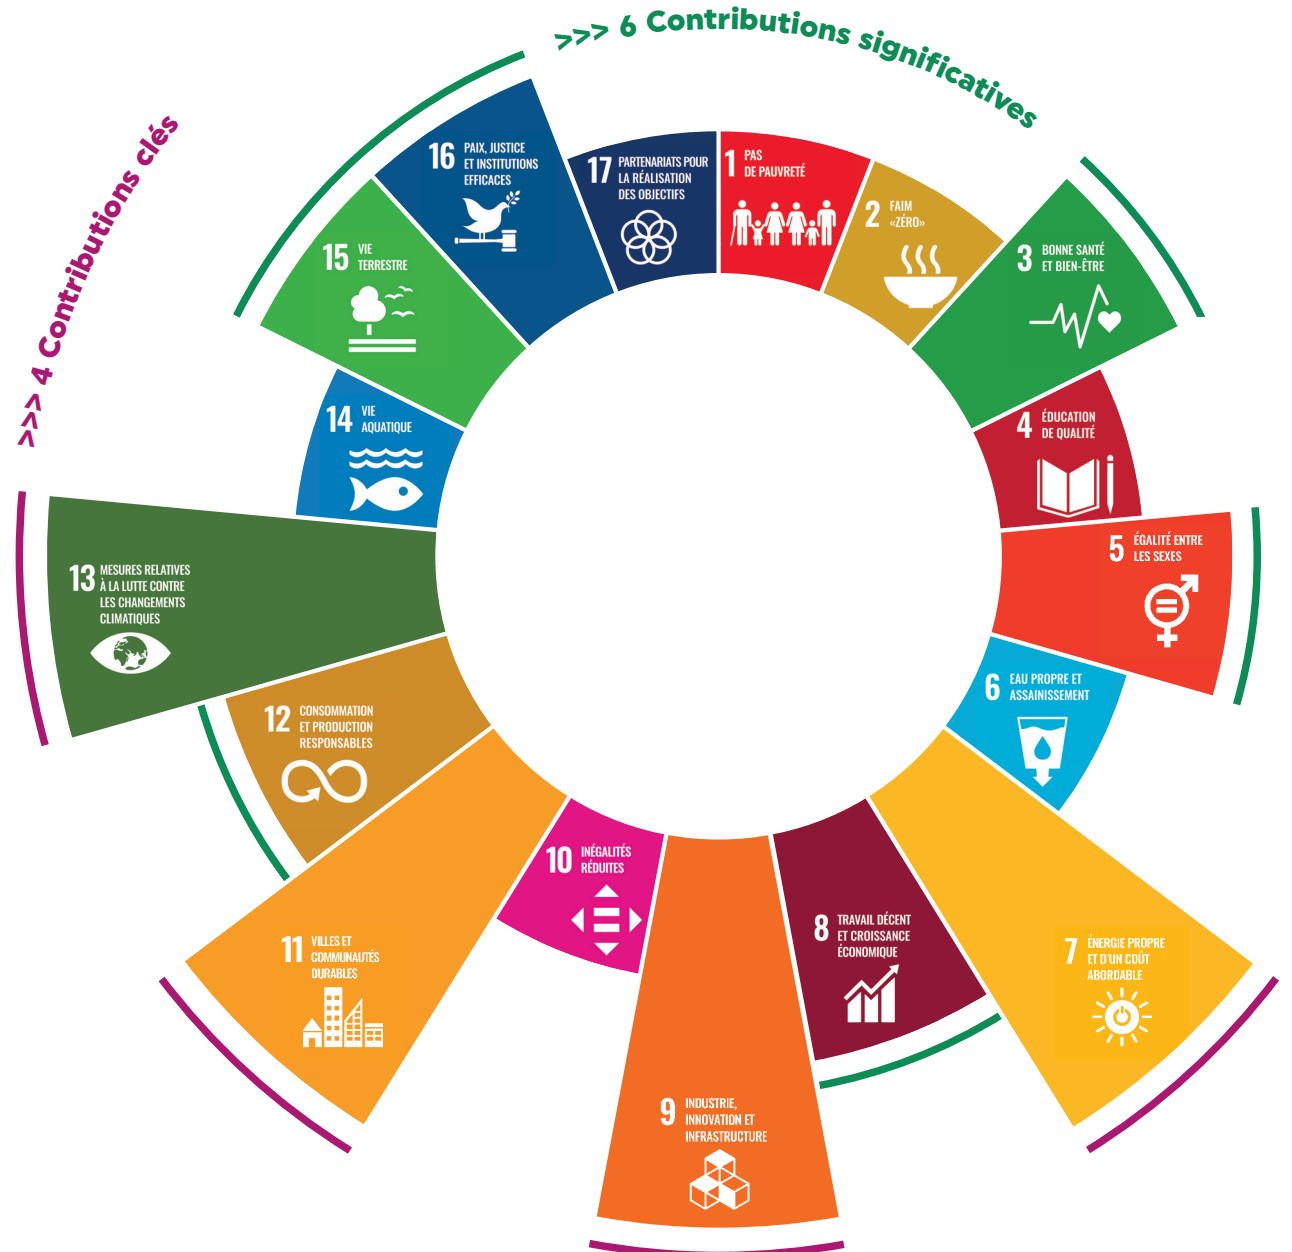 >>> 6 Contributions significatives
>>> 4 Contributions clés
1 PAS
DE PAUVRETÉ
2 FAIM
«ZÉRO»
3 BONNE SANTÉ
ET BIEN-ÊTRE
4 ÉDUCATION
DE QUALITÉ
5 ÉGALITÉ ENTRE
LES SEXES
6 EAU PROPRE ET
ASSAINISSEMENT
7 ÉNERGIE PROPRE
ET D'UN COÛT
ABORDABLE
8 TRAVAIL DÉCENT
ET CROISSANCE
ÉCONOMIQUE
9 INDUSTRIE,
INNOVATION ET
INFRASTRUCTURE
10 INÉGALITÉS
RÉDUITES
11 VILLES ET
COMMUNAUTÉS
DURABLES
12 CONSOMMATION
ET PRODUCTION
RESPONSABLES
13 MESURES RELATIVES
À LA LUTTE CONTRE
LES CHANGEMENTS
CLIMATIQUES
14 VIE
AQUATIQUE
15 VIE
TERRESTRE
16 PAIX, JUSTICE
ET INSTITUTIONS
EFFICACES
17 PARTENARIATS POUR
LA RÉALISATION
DES OBJECTIFS